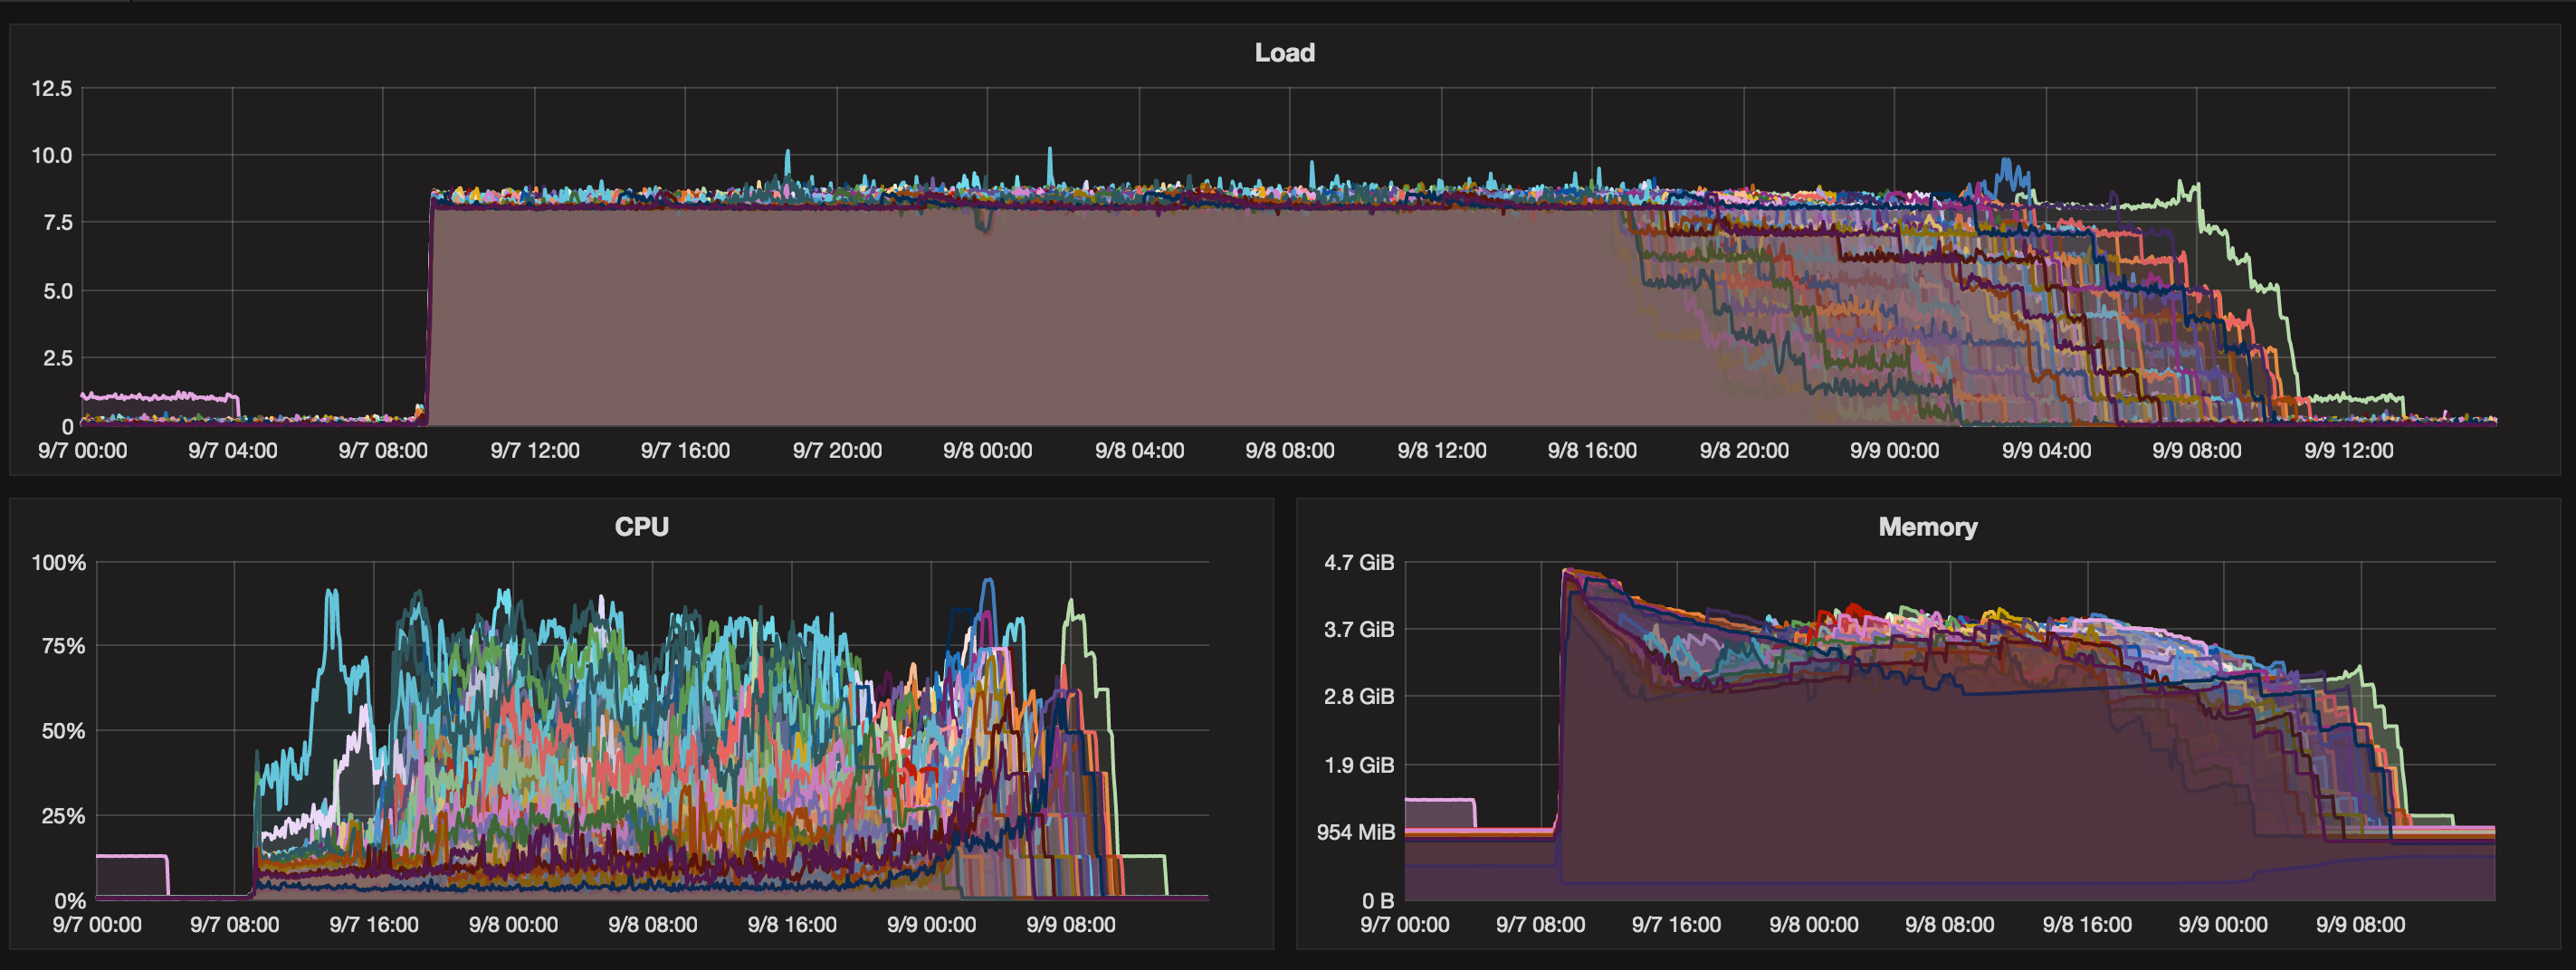 Load
12.5
10.0
7.5
5.0
2.5
0
9/7 00:00 9/7 04:00 9/7 08:00 9/7 12:00 9/7 16:00 9/7 20:00 9/8 00:00 9/8 04:00 9/8 08:00 9/8 12:00 9/8 16:00 9/8 20:00 9/9 00:00 9/9 04:00 9/9 08:00 9/9 12:00
CPU
100%
75%
50%
25%
0%
9/7 00:00 9/7 08:00 9/7 16:00 9/8 00:00 9/8 08:00 9/8 16:00 9/9 00:00 9/9 08:00
Memory
4.7 GiB
3.7 GiB
2.8 GiB
1.9 GiB
954 MiB
0 B
9/7 00:00 9/7 08:00 9/7 16:00 9/8 00:00 9/8 08:00 9/8 16:00 9/9 00:00 9/9 08:00